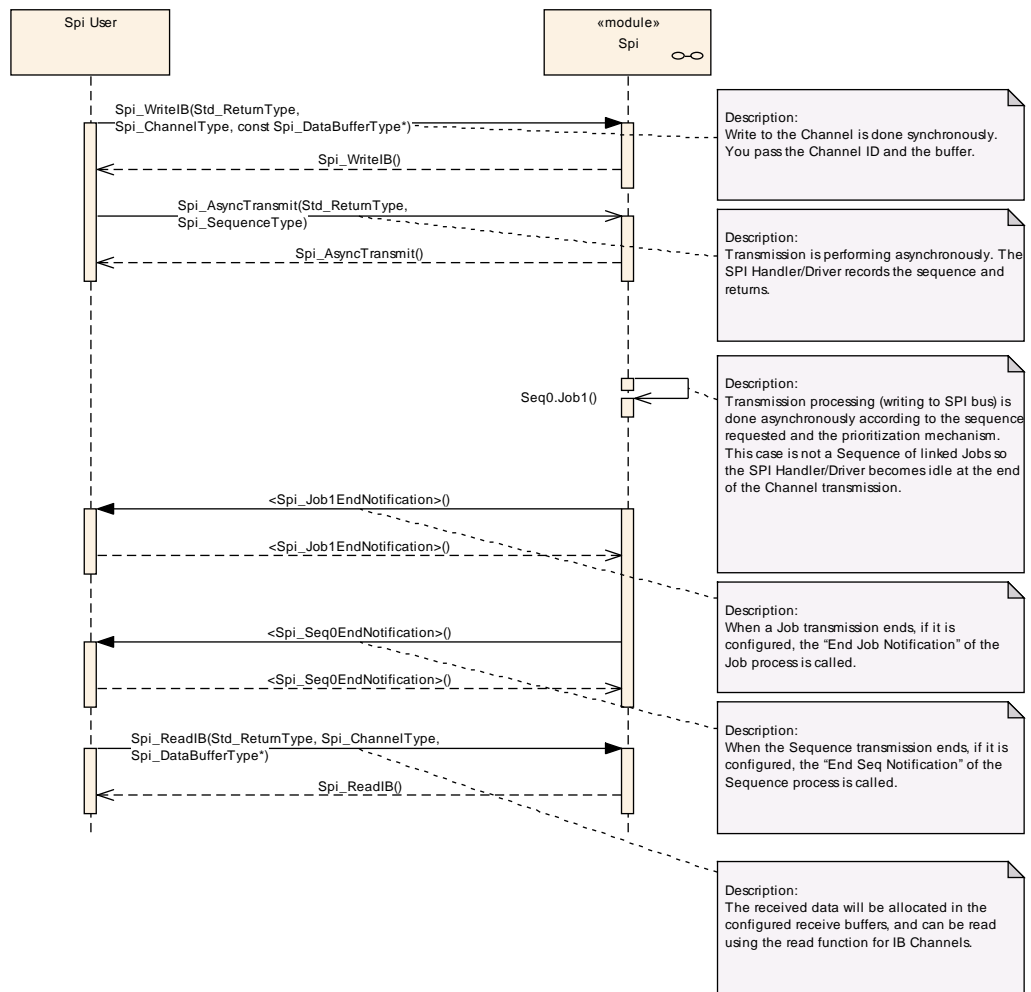 Spi User
«module»
Spi
Spi_WriteIB(Std_ReturnType,
Spi_ChannelType, const Spi_DataBufferType*)
Description:
Write to the Channel is done synchronously.
You pass the Channel ID and the buffer.
Spi_WriteIB()
Spi_AsyncTransmit(Std_ReturnType,
Spi_SequenceType)
Description:
Transmission is performing asynchronously. The
SPI Handler/Driver records the sequence and
returns.
Spi_AsyncTransmit()
Seq0.Job1()
Description:
Transmission processing (writing to SPI bus) is
done asynchronously according to the sequence
requested and the prioritization mechanism.
This case is not a Sequence of linked Jobs so
the SPI Handler/Driver becomes idle at the end
of the Channel transmission.
<Spi_Job1EndNotification>()
<Spi_Job1EndNotification>()
Description:
When a Job transmission ends, if it is
configured, the “End Job Notification” of the
Job process is called.
<Spi_Seq0EndNotification>()
<Spi_Seq0EndNotification>()
Description:
When the Sequence transmission ends, if it is
configured, the “End Seq Notification” of the
Sequence process is called.
Spi_ReadIB(Std_ReturnType, Spi_ChannelType,
Spi_DataBufferType*)
Spi_ReadIB()
Description:
The received data will be allocated in the
configured receive buffers, and can be read
using the read function for IB Channels.